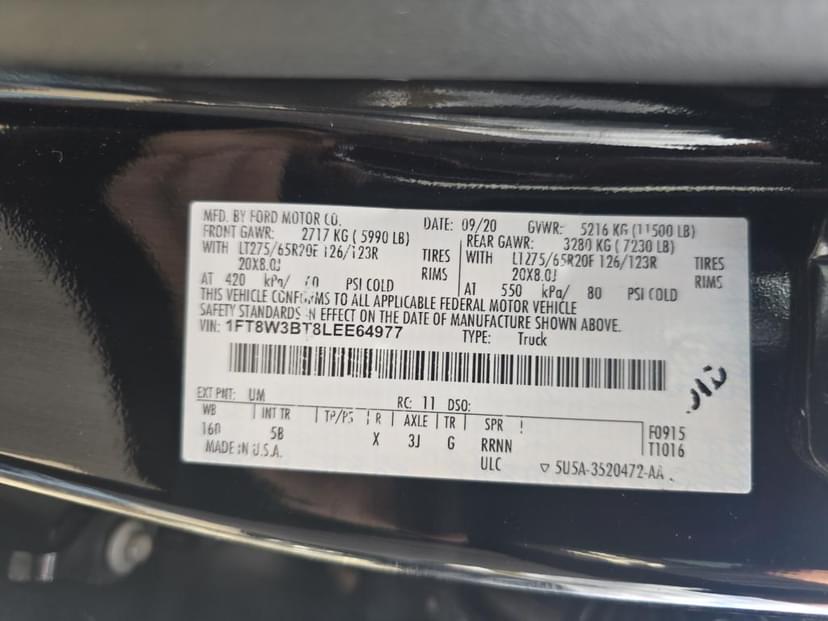 MFD. BY FORD MOTOR CO. DATE: 09/20 GVWR: 5216 KG (11500 LB)
FRONT GAWR: 2717 KG ( 5990 LB) REAR GAWR: 3280 KG ( 7230 LB)
WITH LT275/65R20E 126/123R TIRES WITH LT275/65R20E 126/123R TIRES
20X8.0J RIMS 20X8.0J RIMS
AT 420 kPa/ PSI COLD AT 550 kPa/ 80 PSI COLD
THIS VEHICLE CONFORMS TO ALL APPLICABLE FEDERAL MOTOR VEHICLE
SAFETY STANDARDS IN EFFECT ON THE DATE OF MANUFACTURE SHOWN ABOVE.
VIN: 1FT8W3BT8LEE64977 TYPE: Truck
EXT PNT: UM RC: 11 DSO:
WB | INT TR | TP/PS | R | AXLE | TR | SPR F0915
160 5B X 3J G RRNN T1016
MADE IN U.S.A. ULC ▽ 5U5A-3520472-AA